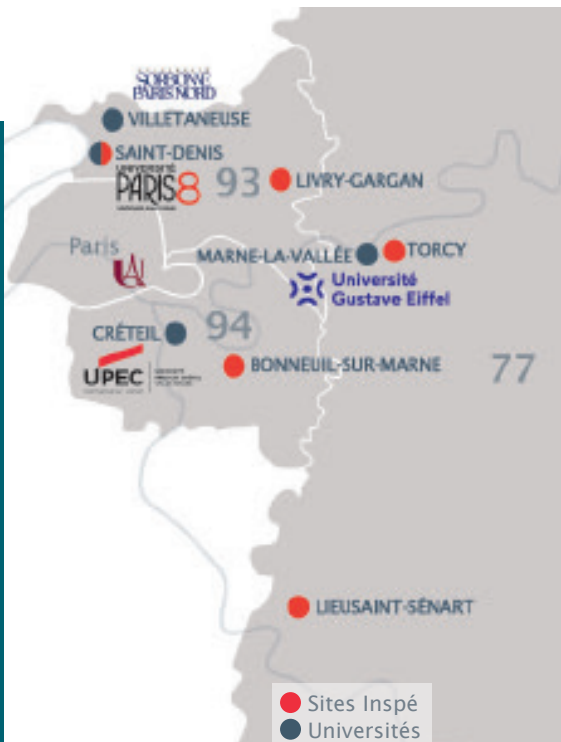 SORBONNE
PARIS NORD
VILLETANEUSE
SAINT-DENIS
UNIVERSITÉ
PARIS8
93
LIVRY-GARGAN
Paris
MARNE-LA-VALLÉE
TORCY
Université
Gustave Eiffel
CRÉTEIL
94
UPEC
BONNEUIL-SUR-MARNE
77
LIEUSAINT-SÉNART
Sites Inspé
Universités